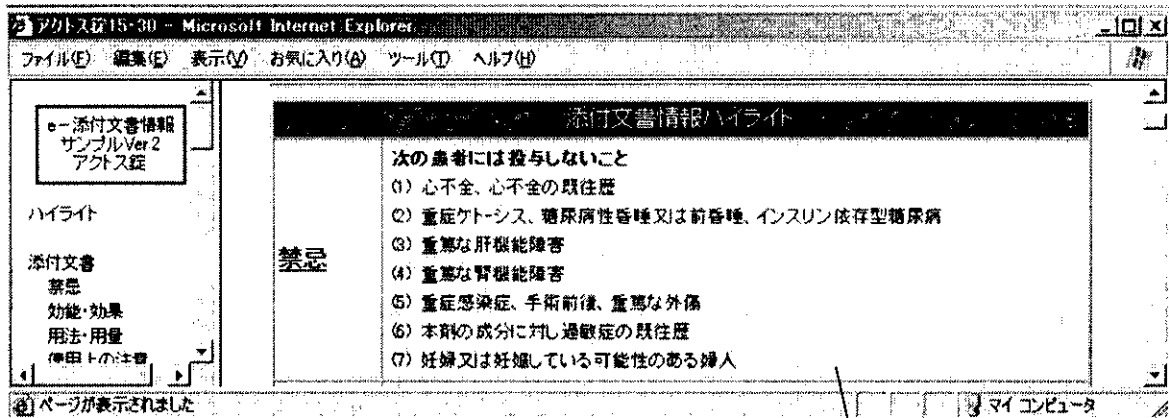 アクトス錠15・30 - Microsoft Internet Explorer
ファイル(F) 編集(E) 表示(V) お気に入り(A) ツール(T) ヘルプ(H)
e-添付文書情報
サンプルVer.2
アクトス錠
ハイライト
添付文書
禁忌
効能・効果
用法・用量
使用上の注意
添付文書情報ハイライト
禁忌
次の患者には投与しないこと
(1) 心不全、心不全の既往歴
(2) 重症ケトーシス、糖尿病性昏睡又は前昏睡、インスリン依存型糖尿病
(3) 重篤な肝機能障害
(4) 重篤な腎機能障害
(5) 重症感染症、手術前後、重篤な外傷
(6) 本剤の成分に対し過敏症の既往歴
(7) 妊婦又は妊娠している可能性のある婦人
ページが表示されました
マイ コンピュータ